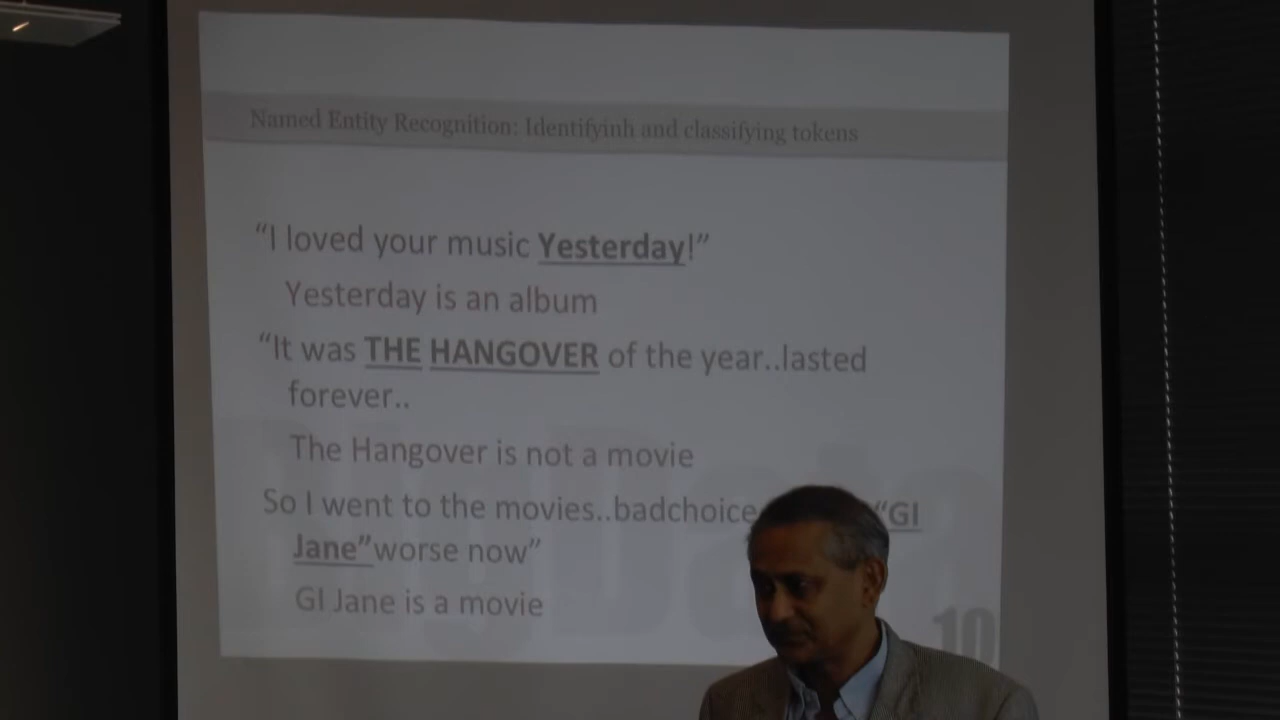 Named Entity Recognition: Identifyinh and classifying tokens
“I loved your music Yesterday!”
Yesterday is an album
“It was THE HANGOVER of the year..lasted
forever..
The Hangover is not a movie
So I went to the movies..badchoice “GI
Jane”worse now”
GI Jane is a movie
10